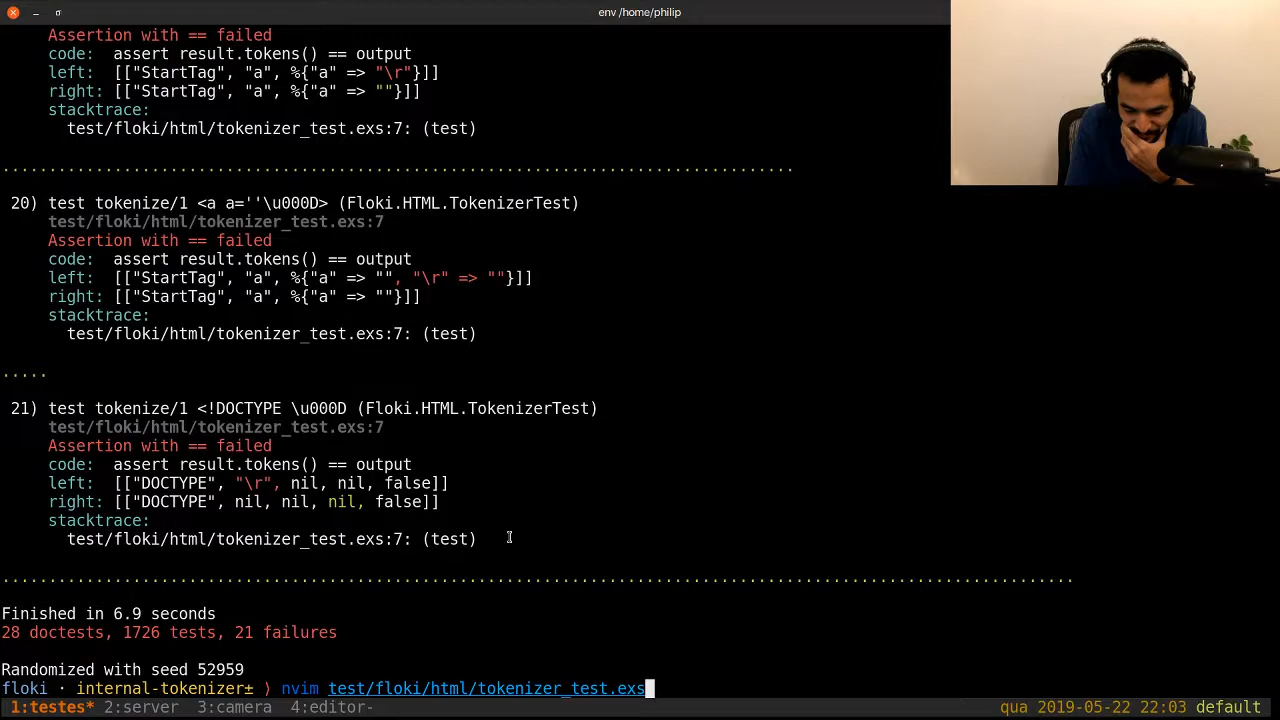 env /home/philip
Assertion with == failed
code:  assert result.tokens() == output
left:  [["StartTag", "a", %{"a" => "\r"}]]
right: [["StartTag", "a", %{"a" => ""}]]
stacktrace:
test/floki/html/tokenizer_test.exs:7: (test)
....................................................................................
20) test tokenize/1 <a a=''\u000D> (Floki.HTML.TokenizerTest)
test/floki/html/tokenizer_test.exs:7
Assertion with == failed
code:  assert result.tokens() == output
left:  [["StartTag", "a", %{"a" => "", "\r" => ""}]]
right: [["StartTag", "a", %{"a" => ""}]]
stacktrace:
test/floki/html/tokenizer_test.exs:7: (test)
.....
21) test tokenize/1 <!DOCTYPE \u000D (Floki.HTML.TokenizerTest)
test/floki/html/tokenizer_test.exs:7
Assertion with == failed
code:  assert result.tokens() == output
left:  [["DOCTYPE", "\r", nil, nil, false]]
right: [["DOCTYPE", nil, nil, nil, false]]
stacktrace:
test/floki/html/tokenizer_test.exs:7: (test)
..................................................................................................................
Finished in 6.9 seconds
28 doctests, 1726 tests, 21 failures
Randomized with seed 52959
floki · internal-tokenizer± ⟩ nvim test/floki/html/tokenizer_test.exs
1:testes* 2:server  3:camera  4:editor- qua 2019-05-22 22:03 default